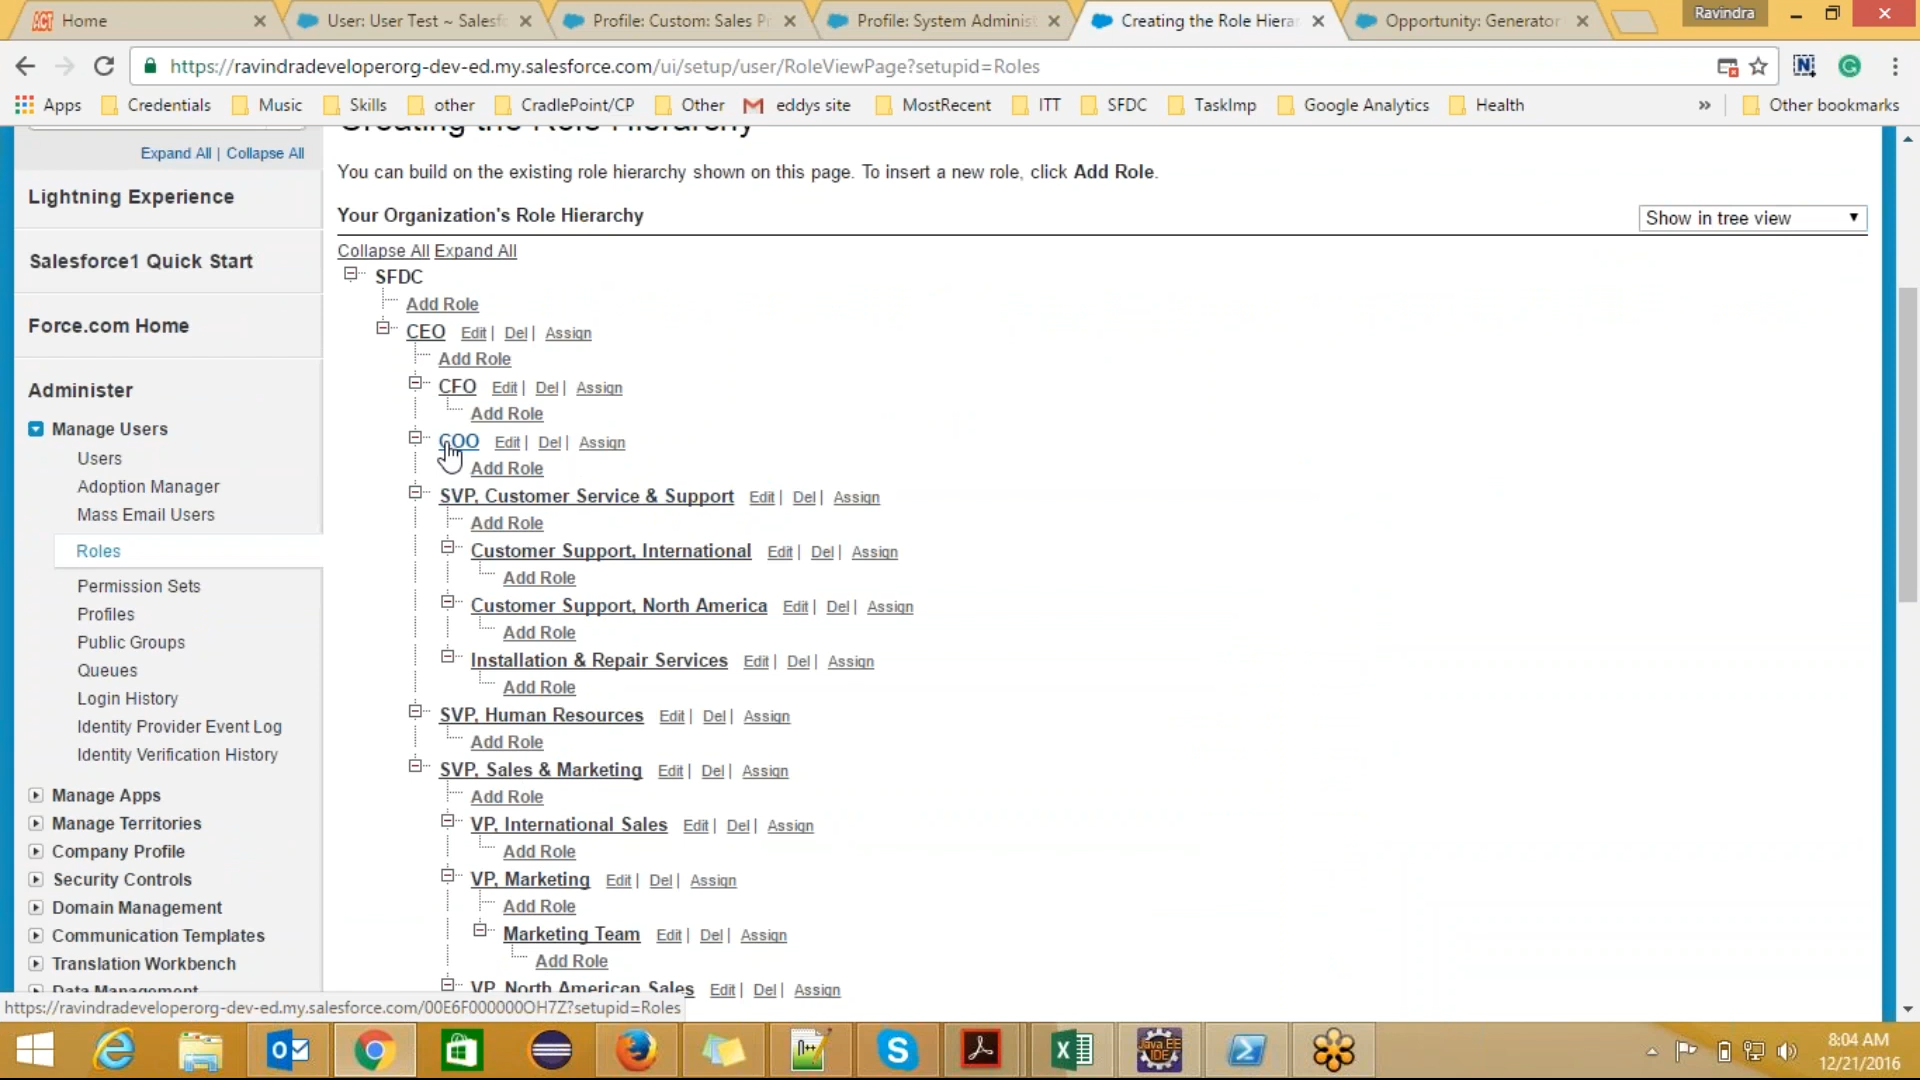 Home
User: User Test ~ Salesf
Profile: Custom: Sales Pr
Profile: System Administ
Creating the Role Hierar
Opportunity: Generator
Ravindra
https://ravindradeveloperorg-dev-ed.my.salesforce.com/ui/setup/user/RoleViewPage?setupid=Roles
Apps Credentials Music Skills other CradlePoint/CP Other eddys site MostRecent ITT SFDC TaskImp Google Analytics Health » Other bookmarks
Expand All | Collapse All
Lightning Experience
Salesforce1 Quick Start
Force.com Home
Administer
Manage Users
Users
Adoption Manager
Mass Email Users
Roles
Permission Sets
Profiles
Public Groups
Queues
Login History
Identity Provider Event Log
Identity Verification History
Manage Apps
Manage Territories
Company Profile
Security Controls
Domain Management
Communication Templates
Translation Workbench
Data Management
Creating the Role Hierarchy
You can build on the existing role hierarchy shown on this page. To insert a new role, click Add Role.
Your Organization's Role Hierarchy
Show in tree view
Collapse All Expand All
SFDC
Add Role
CEO Edit | Del | Assign
Add Role
CFO Edit | Del | Assign
Add Role
COO Edit | Del | Assign
Add Role
SVP, Customer Service & Support Edit | Del | Assign
Add Role
Customer Support, International Edit | Del | Assign
Add Role
Customer Support, North America Edit | Del | Assign
Add Role
Installation & Repair Services Edit | Del | Assign
Add Role
SVP, Human Resources Edit | Del | Assign
Add Role
SVP, Sales & Marketing Edit | Del | Assign
Add Role
VP, International Sales Edit | Del | Assign
Add Role
VP, Marketing Edit | Del | Assign
Add Role
Marketing Team Edit | Del | Assign
Add Role
VP, North American Sales Edit | Del | Assign
https://ravindradeveloperorg-dev-ed.my.salesforce.com/00E6F000000OH7Z?setupid=Roles
8:04 AM
12/21/2016